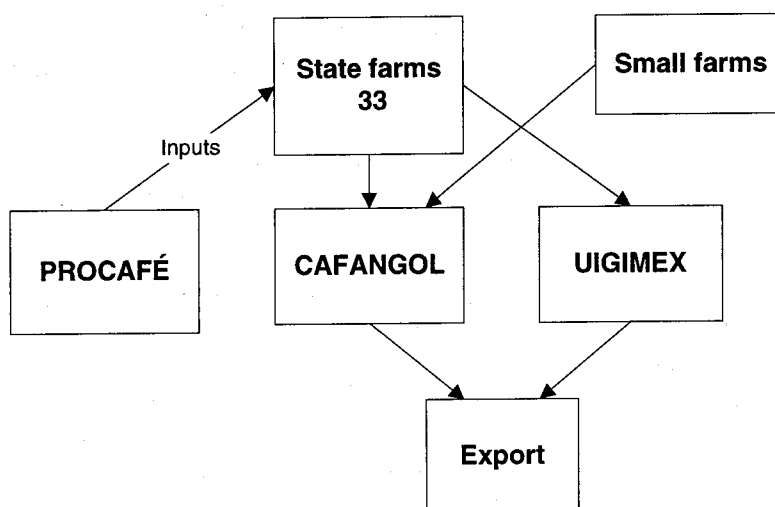 State farms
33
Small farms
Inputs
PROCAFÉ
CAFANGOL
UIGIMEX
Export